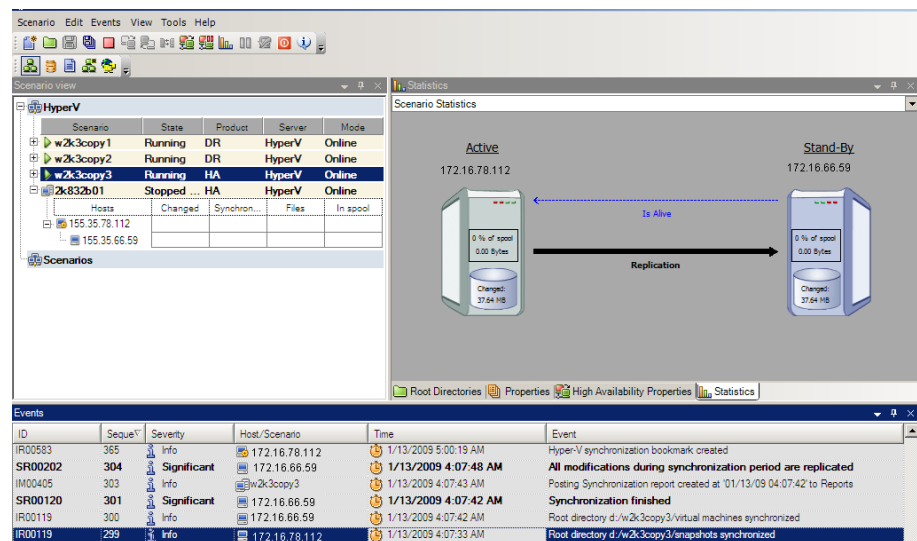 Scenario Edit Events View Tools Help
Scenario view
HyperV
Scenario State Product Server Mode
w2k3copy1 Running DR HyperV Online
w2k3copy2 Running DR HyperV Online
w2k3copy3 Running HA HyperV Online
2k832b01 Stopped ... HA HyperV Online
Hosts Changed Synchron... Files In spool
155.35.78.112
155.35.66.59
Scenarios
Statistics
Scenario Statistics
Active
172.16.78.112
Stand-By
172.16.66.59
Is Alive
0 % of spool
0.00 Bytes
Changed:
37.64 MB
Replication
0 % of spool
0.00 Bytes
Changed:
37.64 MB
Root Directories Properties High Availability Properties Statistics
Events
ID Seque Severity Host/Scenario Time Event
IR00583 365 Info 172.16.78.112 1/13/2009 5:00:19 AM Hyper-V synchronization bookmark created
SR00202 304 Significant 172.16.66.59 1/13/2009 4:07:48 AM All modifications during synchronization period are replicated
IM00405 303 Info w2k3copy3 1/13/2009 4:07:43 AM Posting Synchronization report created at '01/13/09 04:07:42' to Reports
SR00120 301 Significant 172.16.66.59 1/13/2009 4:07:42 AM Synchronization finished
IR00119 300 Info 172.16.66.59 1/13/2009 4:07:42 AM Root directory d:/w2k3copy3/virtual machines synchronized
IR00119 299 Info 172.16.78.112 1/13/2009 4:07:33 AM Root directory d:/w2k3copy3/snapshots synchronized